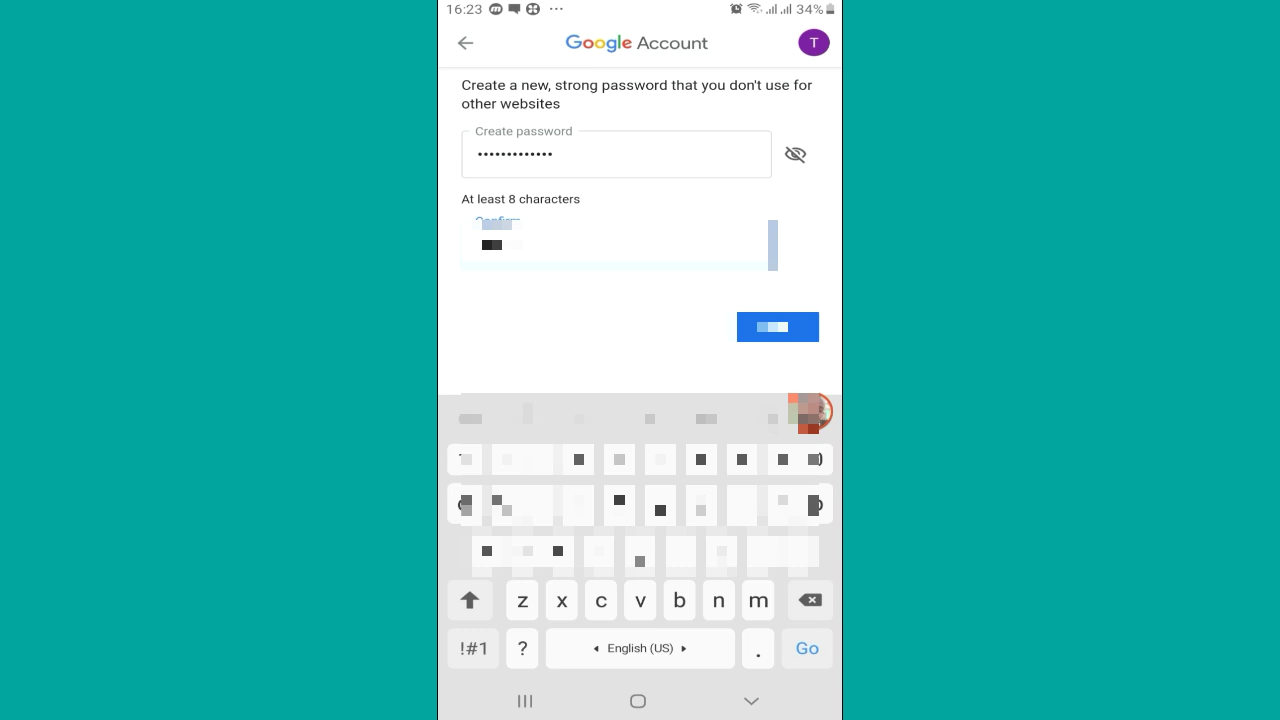 16:23 34%
Google Account T
Create a new, strong password that you don't use for
other websites
Create password
•••••••••••••
At least 8 characters
Confirm
z x c v b n m
!#1 ? English (US) . Go